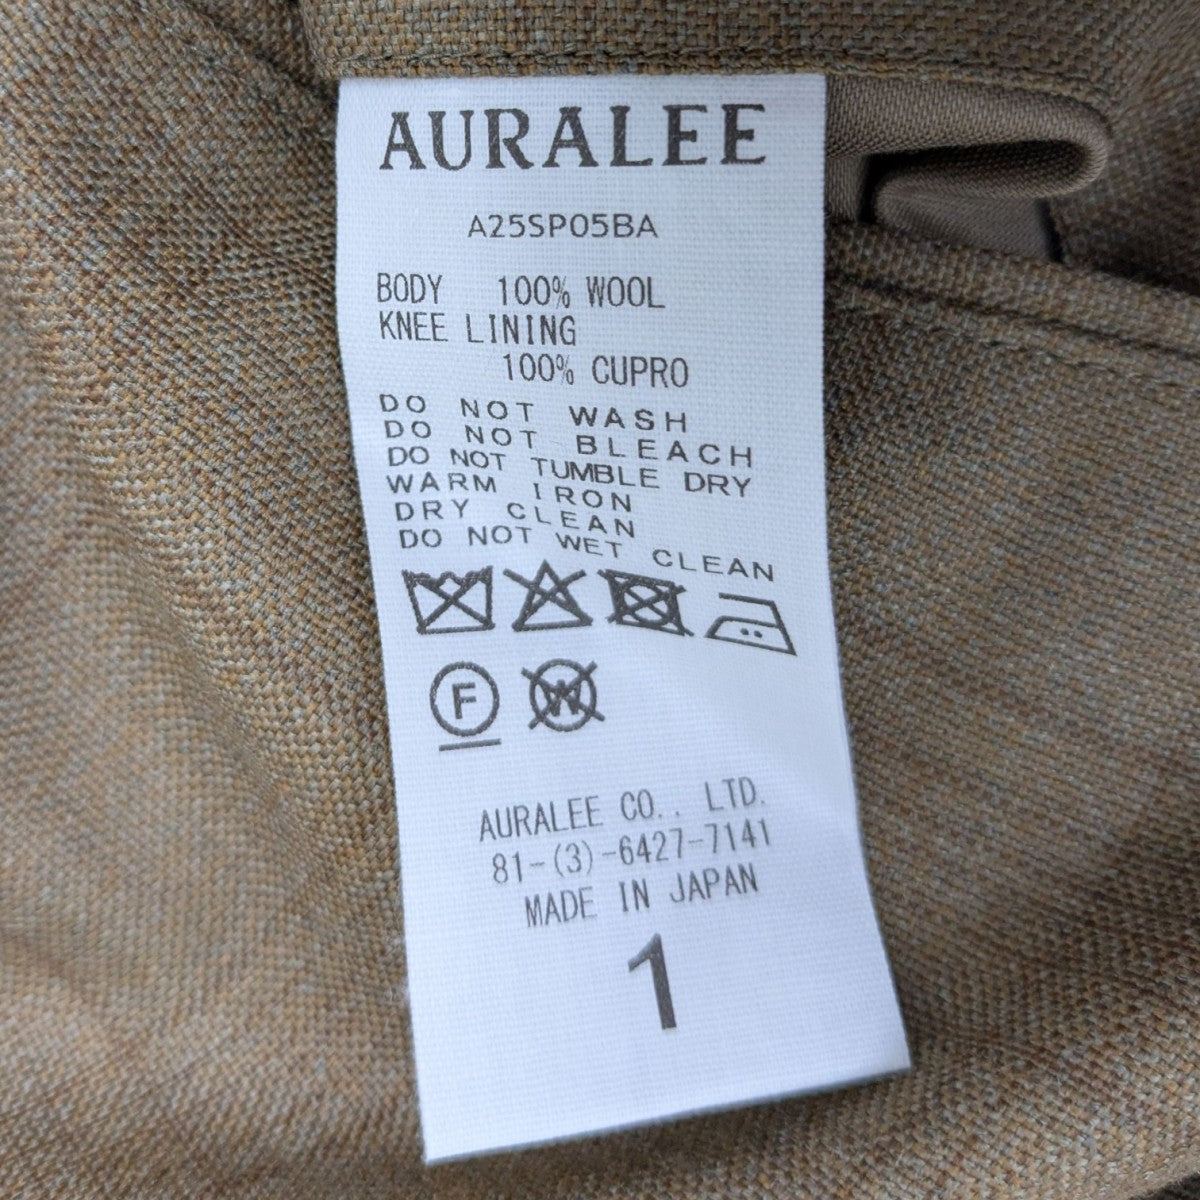 AURALEE
A25SP05BA
BODY 100% WOOL
KNEE LINING
100% CUPRO
DO NOT WASH
DO NOT BLEACH
DO NOT TUMBLE DRY
WARM IRON
DRY CLEAN
DO NOT WET CLEAN
F W
AURALEE CO., LTD.
81-(3)-6427-7141
MADE IN JAPAN
1